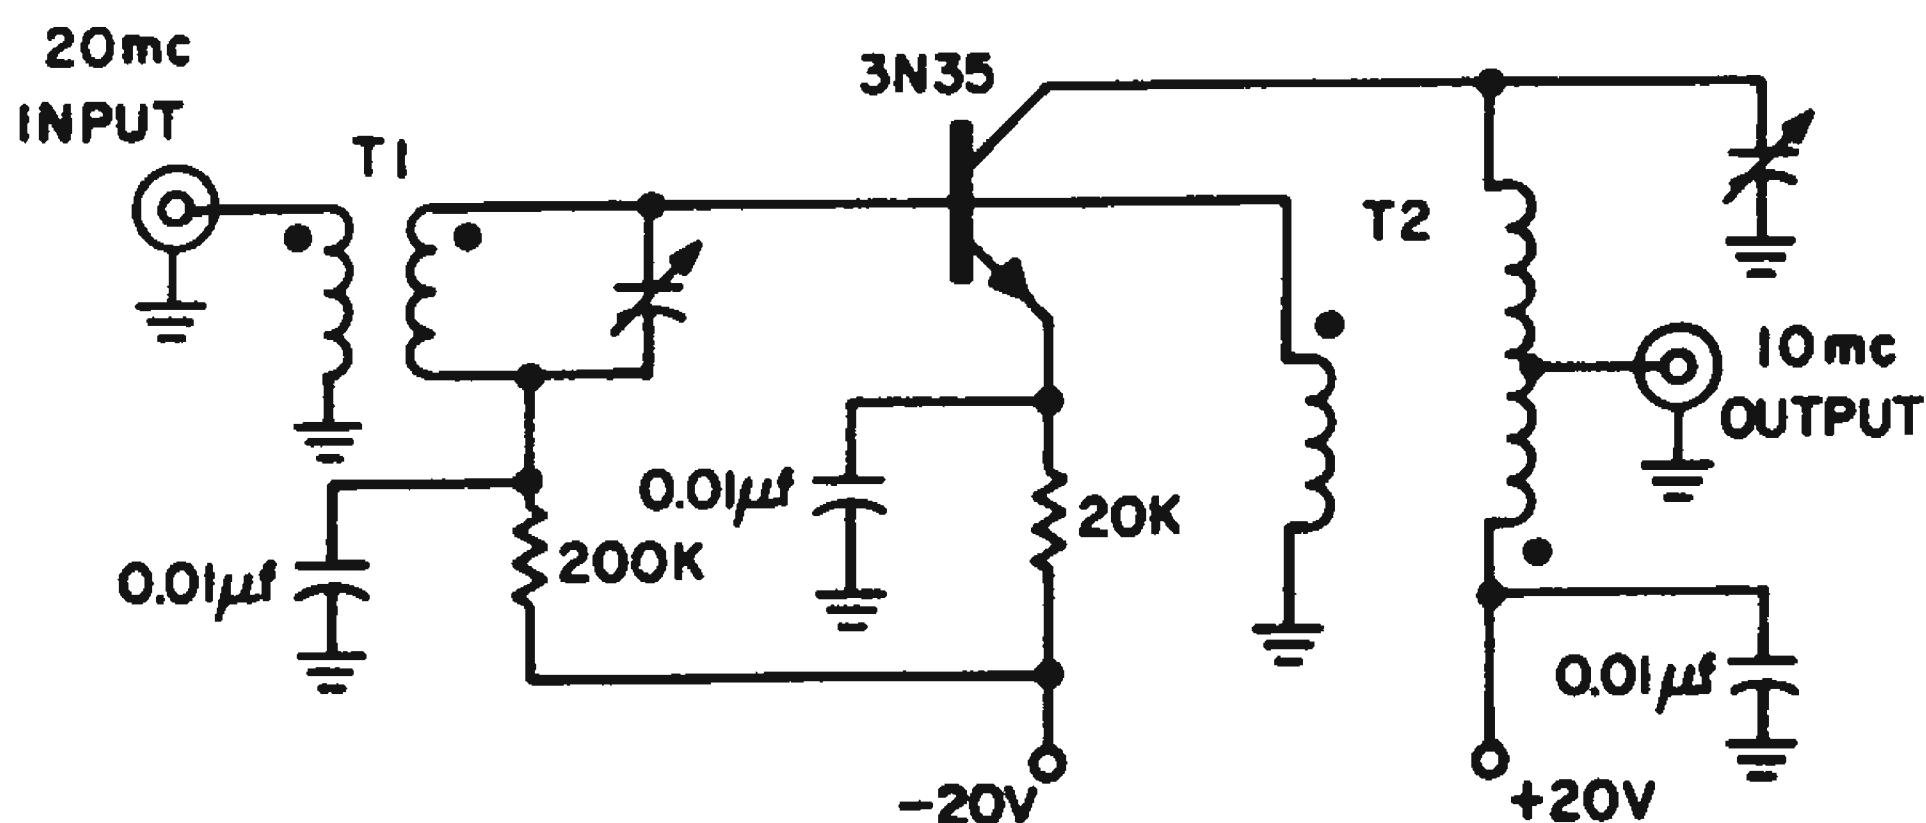 20mc
INPUT
T1
3N35
T2
10mc
OUTPUT
0.01μf
200K
0.01μf
20K
0.01μf
-20V
+20V